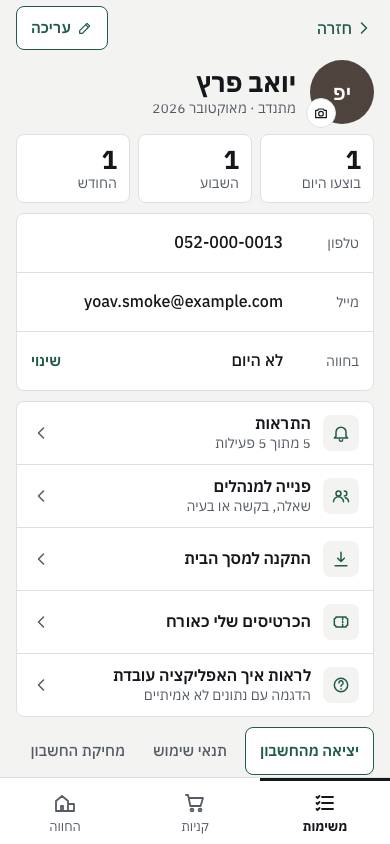 חזרה
עריכה
יפ
יואב פרץ
מתנדב · מאוקטובר 2026
1
בוצעו היום
1
השבוע
1
החודש
טלפון
052-000-0013
מייל
yoav.smoke@example.com
בחווה
לא היום
שינוי
התראות
5 מתוך 5 פעילות
פנייה למנהלים
שאלה, בקשה או בעיה
התקנה למסך הבית
הכרטיסים שלי כאורח
לראות איך האפליקציה עובדת
הדגמה עם נתונים לא אמיתיים
יציאה מהחשבון
תנאי שימוש
מחיקת החשבון
משימות
קניות
החווה